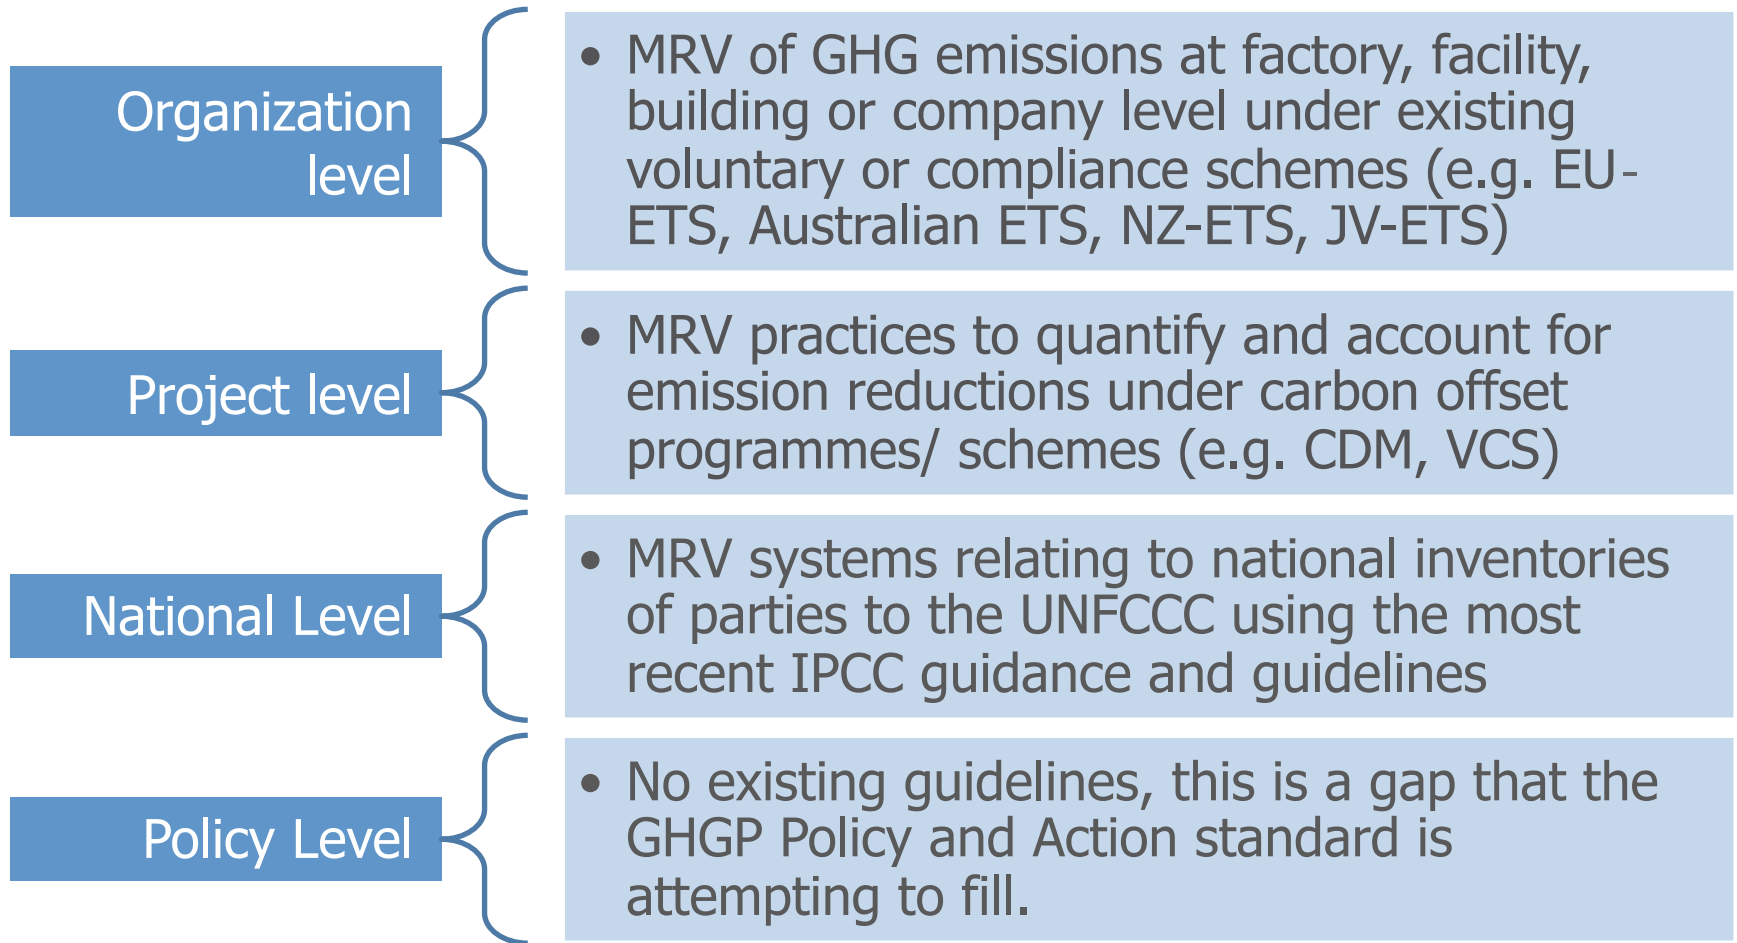 Organization
level
• MRV of GHG emissions at factory, facility,
building or company level under existing
voluntary or compliance schemes (e.g. EU-
ETS, Australian ETS, NZ-ETS, JV-ETS)
Project level
• MRV practices to quantify and account for
emission reductions under carbon offset
programmes/ schemes (e.g. CDM, VCS)
National Level
• MRV systems relating to national inventories
of parties to the UNFCCC using the most
recent IPCC guidance and guidelines
Policy Level
• No existing guidelines, this is a gap that the
GHGP Policy and Action standard is
attempting to fill.